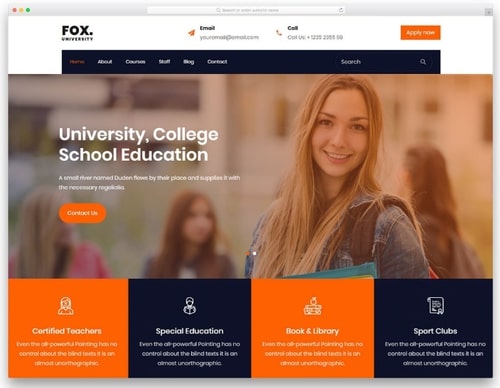 FOX.
UNIVERSITY
Email
youremail@email.com
Call
Call Us: + 1235 2355 98
Apply now
Home About Courses Staff Blog Contact
Search
University, College
School Education
A small river named Duden flows by their place and supplies it with
the necessary regelialia.
Contact Us
Certified Teachers
Even the all-powerful Pointing has no
control about the blind texts it is an
almost unorthographic.
Special Education
Even the all-powerful Pointing has no
control about the blind texts it is an
almost unorthographic.
Book & Library
Even the all-powerful Pointing has no
control about the blind texts it is an
almost unorthographic.
Sport Clubs
Even the all-powerful Pointing has no
control about the blind texts it is an
almost unorthographic.